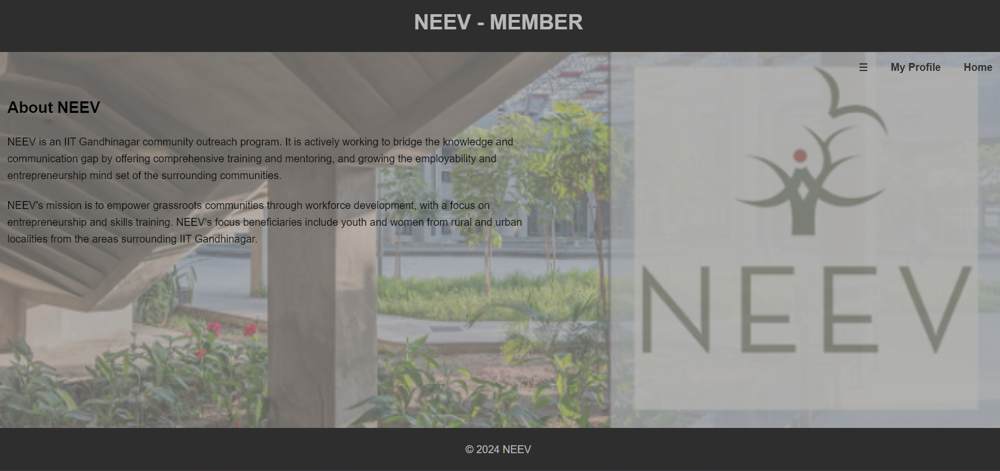 NEEV - MEMBER
☰ My Profile Home
About NEEV
NEEV is an IIT Gandhinagar community outreach program. It is actively working to bridge the knowledge and
communication gap by offering comprehensive training and mentoring, and growing the employability and
entrepreneurship mind set of the surrounding communities.
NEEV's mission is to empower grassroots communities through workforce development, with a focus on
entrepreneurship and skills training. NEEV's focus beneficiaries include youth and women from rural and urban
localities from the areas surrounding IIT Gandhinagar.
NEEV
© 2024 NEEV